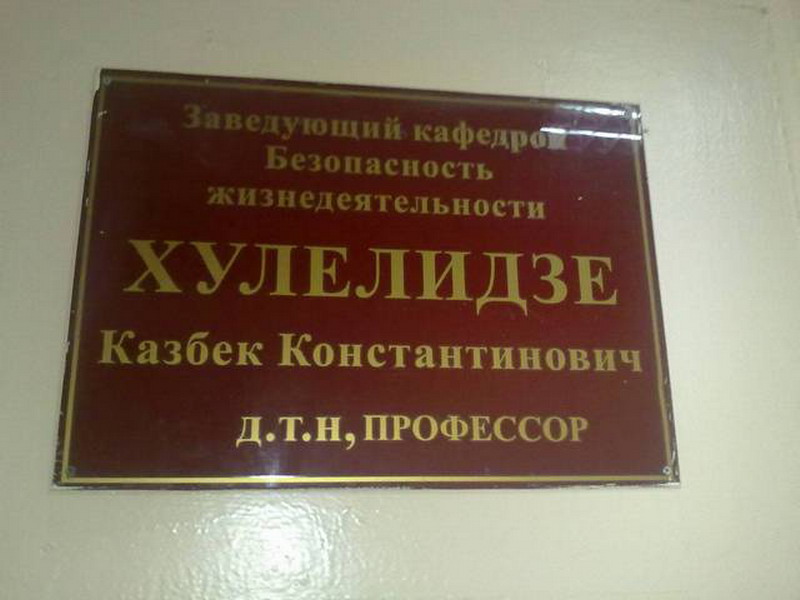 Заведующий кафедрой
Безопасность
жизнедеятельности
ХУЛЕЛИДЗЕ
Казбек Константинович
д.т.н, ПРОФЕССОР